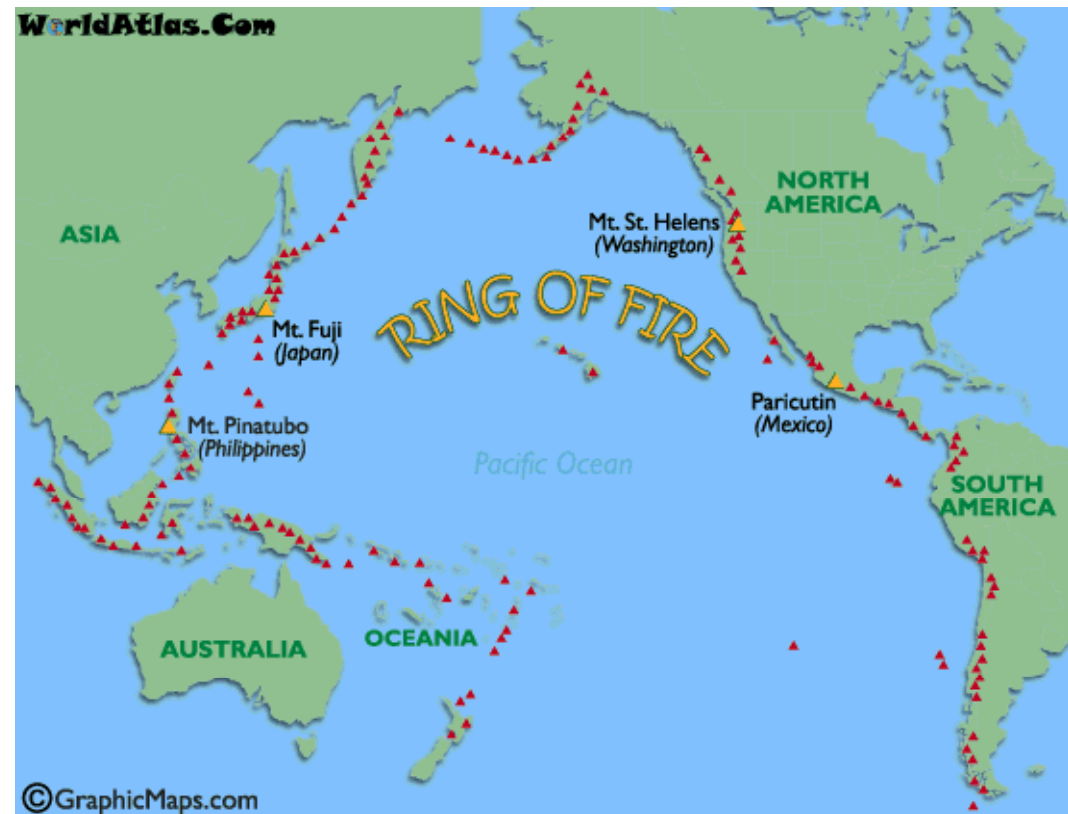 WorldAtlas.Com
NORTH
AMERICA
ASIA
Mt. St. Helens
(Washington)
RING OF FIRE
Mt. Fuji
(Japan)
Paricutin
(Mexico)
Mt. Pinatubo
(Philippines)
Pacific Ocean
SOUTH
AMERICA
OCEANIA
AUSTRALIA
©GraphicMaps.com